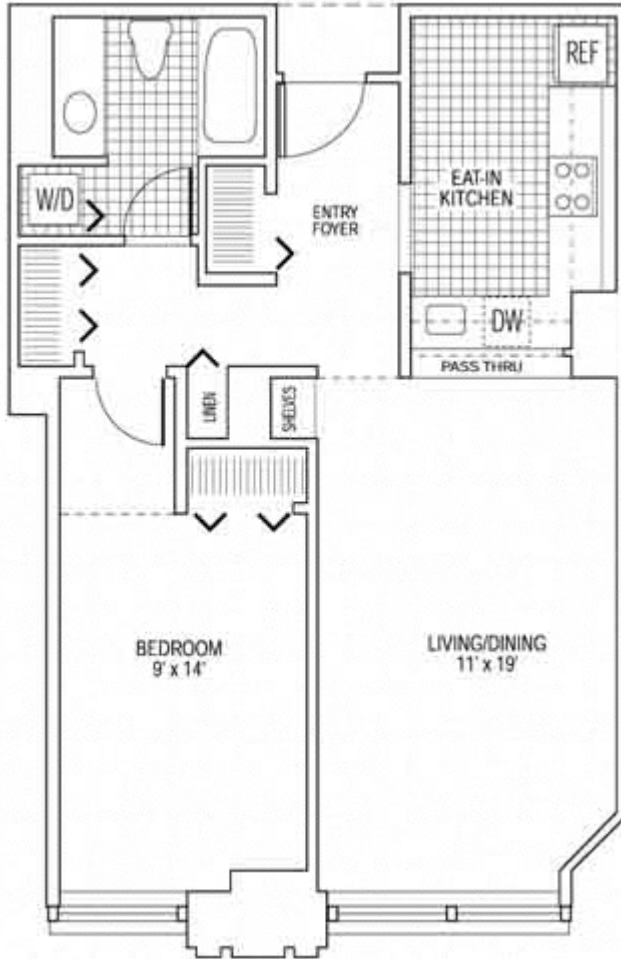 REF
W/D
EAT-IN
KITCHEN
ENTRY
FOYER
DW
PASS THRU
LINEN
SHELVES
BEDROOM
9' x 14'
LIVING/DINING
11' x 19'